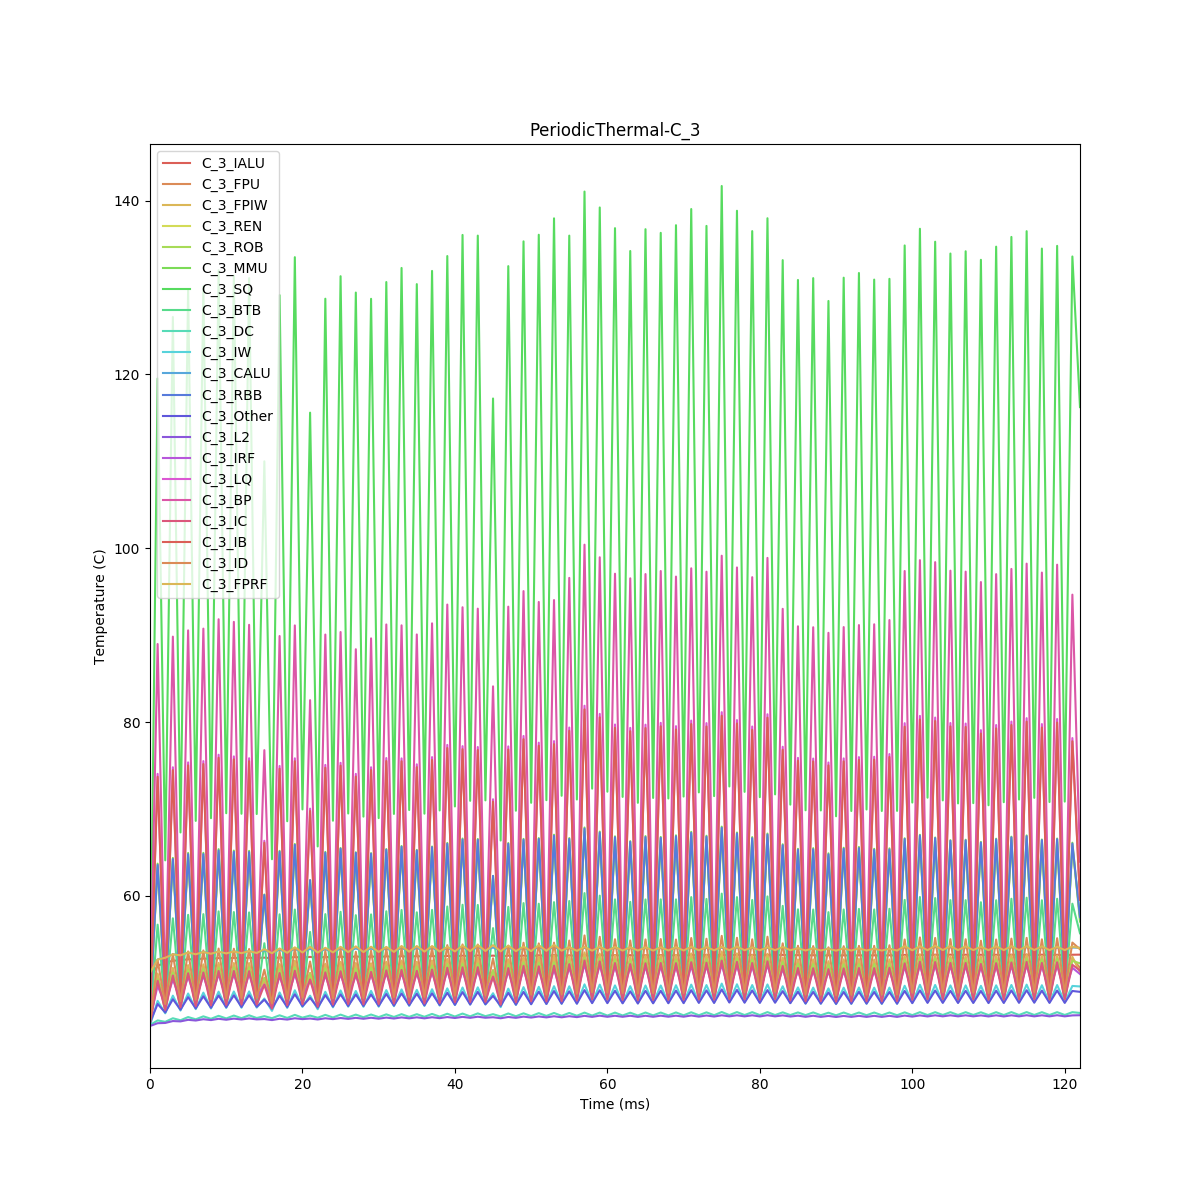 PeriodicThermal-C_3
C_3_IALU
C_3_FPU
C_3_FPIW
C_3_REN
C_3_ROB
C_3_MMU
C_3_SQ
C_3_BTB
C_3_DC
C_3_IW
C_3_CALU
C_3_RBB
C_3_Other
C_3_L2
C_3_IRF
C_3_LQ
C_3_BP
C_3_IC
C_3_IB
C_3_ID
C_3_FPRF
140
120
100
80
60
Temperature (C)
0 20 40 60 80 100 120
Time (ms)